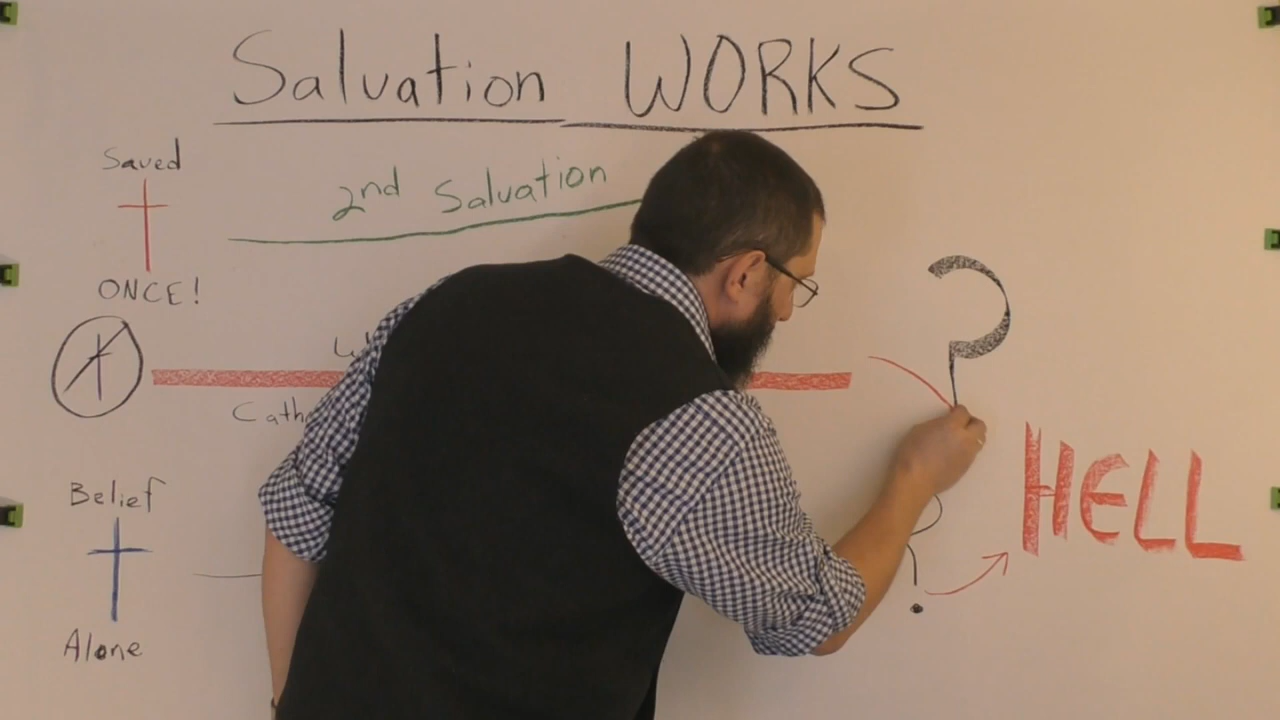 Salvation WORKS
Saved
2nd Salvation
ONCE!
?
HELL
Belief
?
Alone